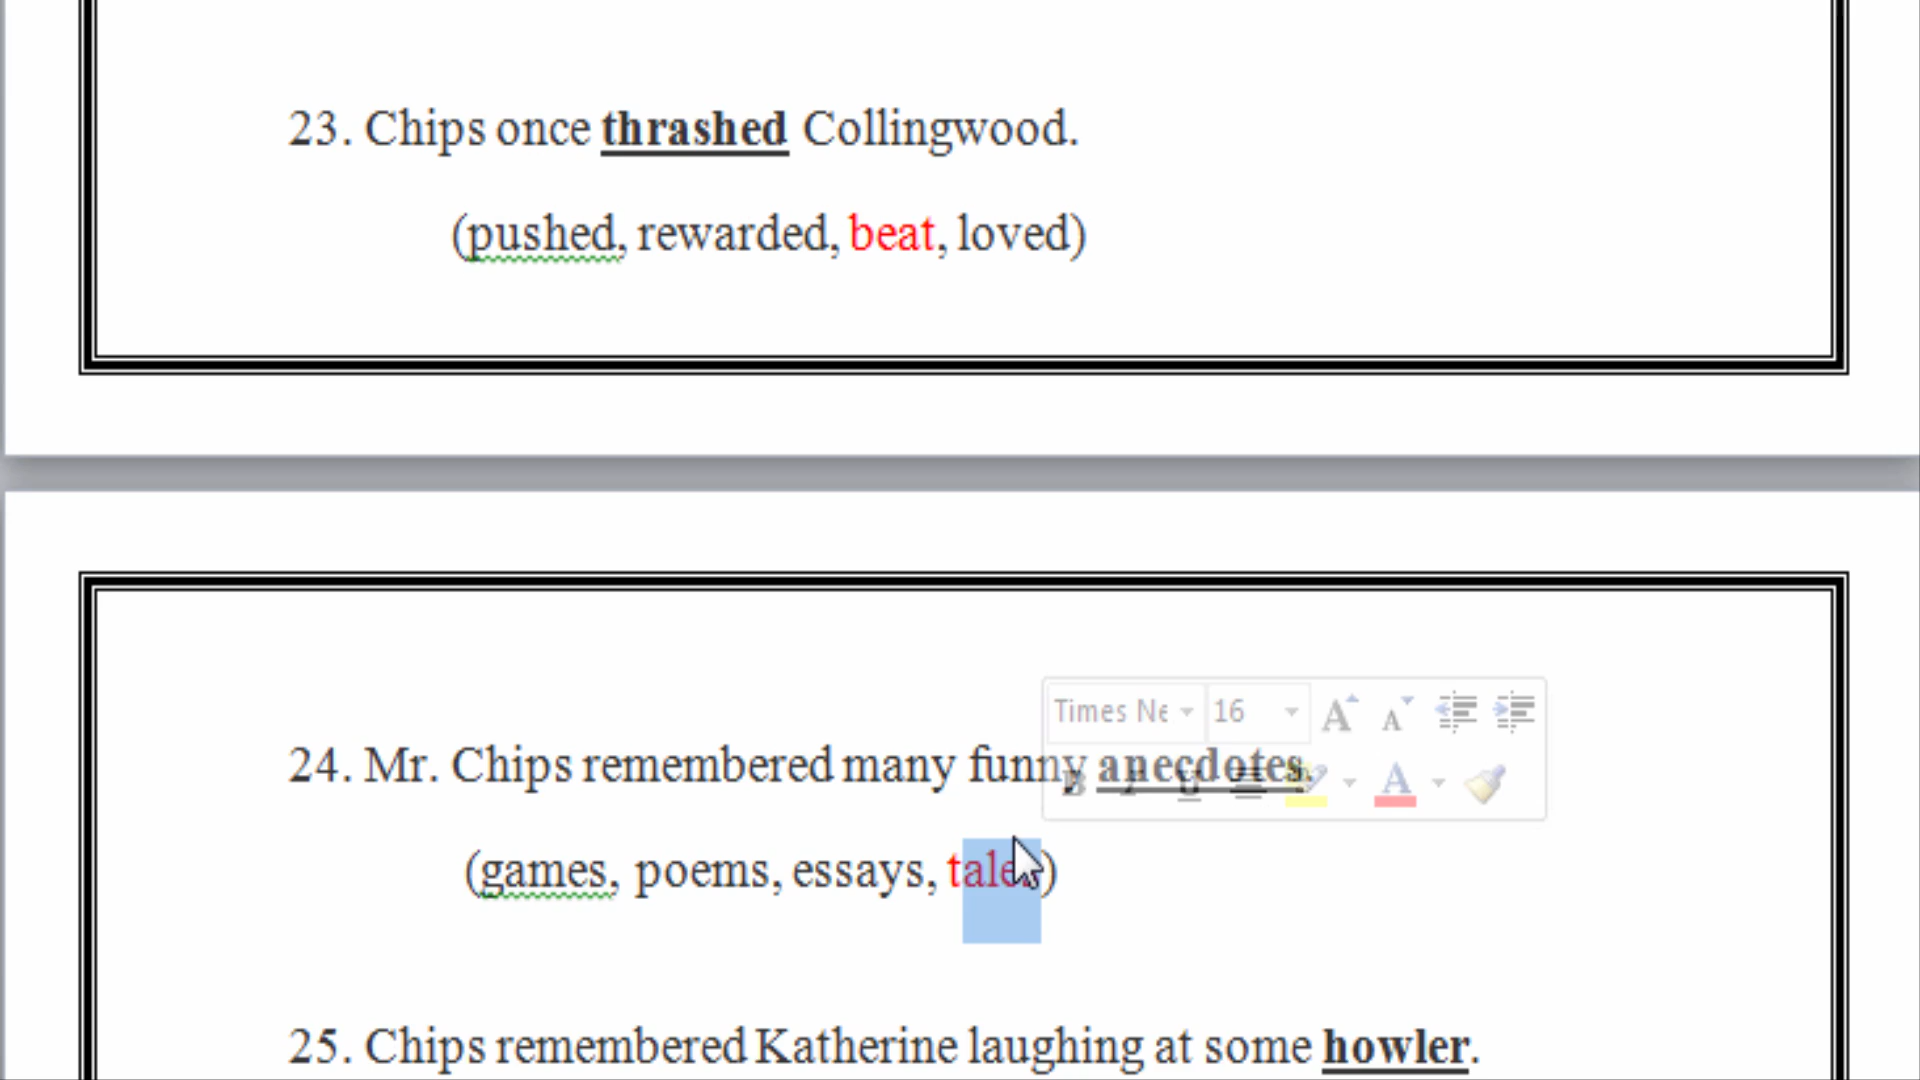 23. Chips once thrashed Collingwood.
(pushed, rewarded, beat, loved)
Times Ne 16
24. Mr. Chips remembered many funny anecdotes.
(games, poems, essays, tales)
25. Chips remembered Katherine laughing at some howler.